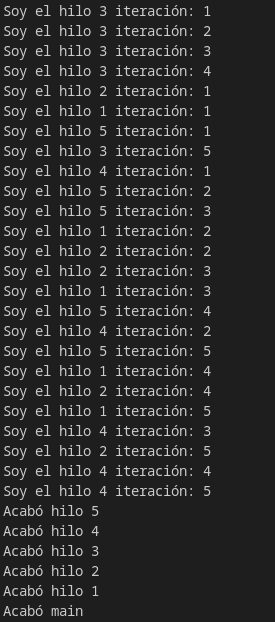 Soy el hilo 3 iteración: 1
Soy el hilo 3 iteración: 2
Soy el hilo 3 iteración: 3
Soy el hilo 3 iteración: 4
Soy el hilo 2 iteración: 1
Soy el hilo 1 iteración: 1
Soy el hilo 5 iteración: 1
Soy el hilo 3 iteración: 5
Soy el hilo 4 iteración: 1
Soy el hilo 5 iteración: 2
Soy el hilo 5 iteración: 3
Soy el hilo 1 iteración: 2
Soy el hilo 2 iteración: 2
Soy el hilo 2 iteración: 3
Soy el hilo 1 iteración: 3
Soy el hilo 5 iteración: 4
Soy el hilo 4 iteración: 2
Soy el hilo 5 iteración: 5
Soy el hilo 1 iteración: 4
Soy el hilo 2 iteración: 4
Soy el hilo 1 iteración: 5
Soy el hilo 4 iteración: 3
Soy el hilo 2 iteración: 5
Soy el hilo 4 iteración: 4
Soy el hilo 4 iteración: 5
Acabó hilo 5
Acabó hilo 4
Acabó hilo 3
Acabó hilo 2
Acabó hilo 1
Acabó main